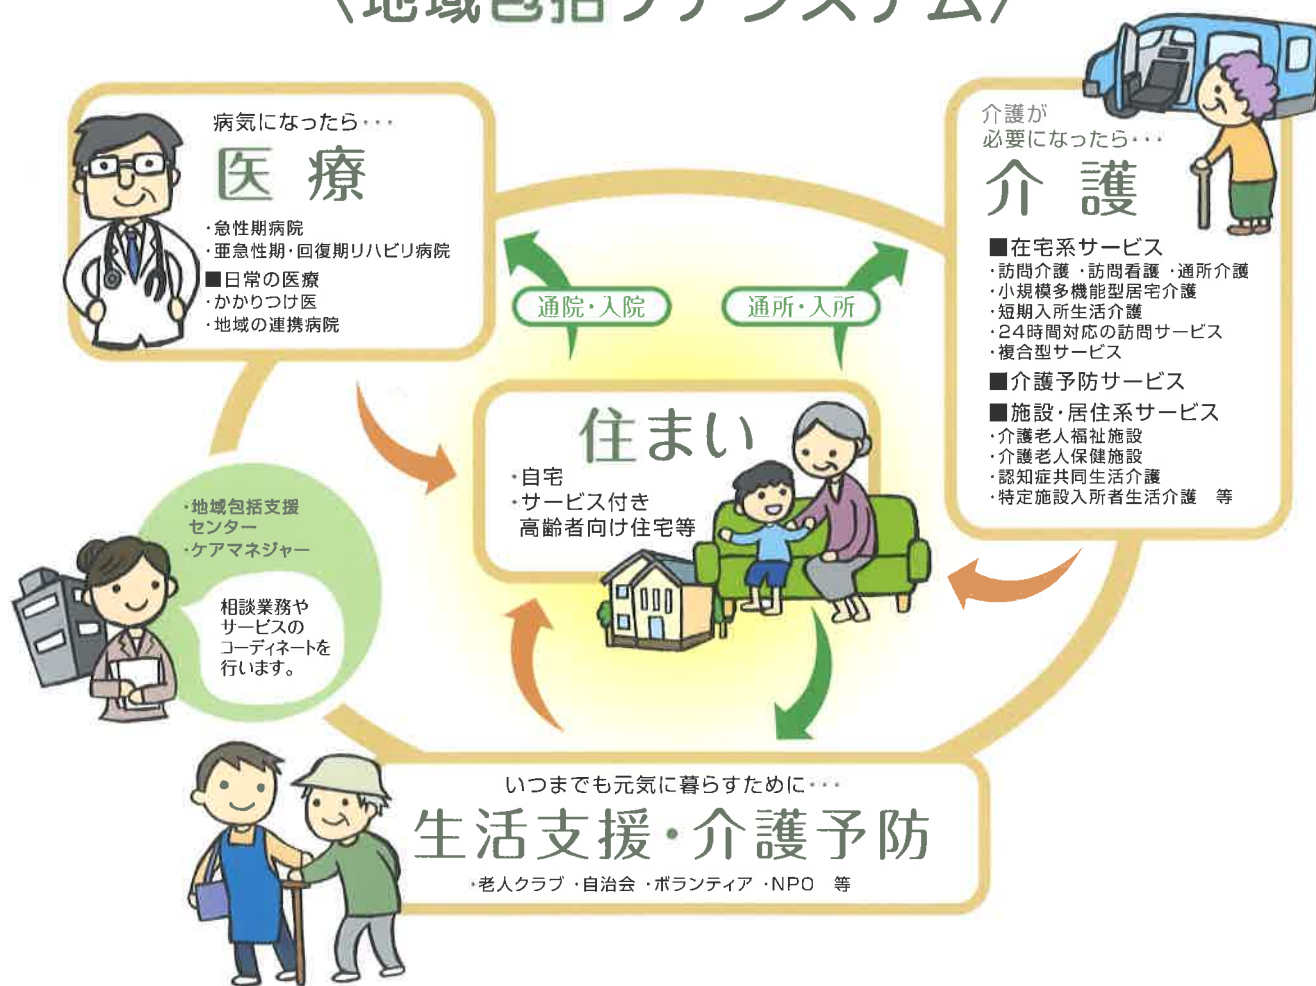 〈地域包括ケアシステム〉
病気になったら･･･
医療
・急性期病院
・亜急性期・回復期リハビリ病院
■日常の医療
・かかりつけ医
・地域の連携病院
介護が
必要になったら･･･
介護
■在宅系サービス
・訪問介護 ・訪問看護 ・通所介護
・小規模多機能型居宅介護
・短期入所生活介護
・24時間対応の訪問サービス
・複合型サービス
■介護予防サービス
■施設・居住系サービス
・介護老人福祉施設
・介護老人保健施設
・認知症共同生活介護
・特定施設入所者生活介護 等
通院・入院
通所・入所
住まい
・自宅
・サービス付き
高齢者向け住宅等
・地域包括支援
センター
・ケアマネジャー
相談業務や
サービスの
コーディネートを
行います。
いつまでも元気に暮らすために･･･
生活支援・介護予防
・老人クラブ ・自治会 ・ボランティア ・NPO 等